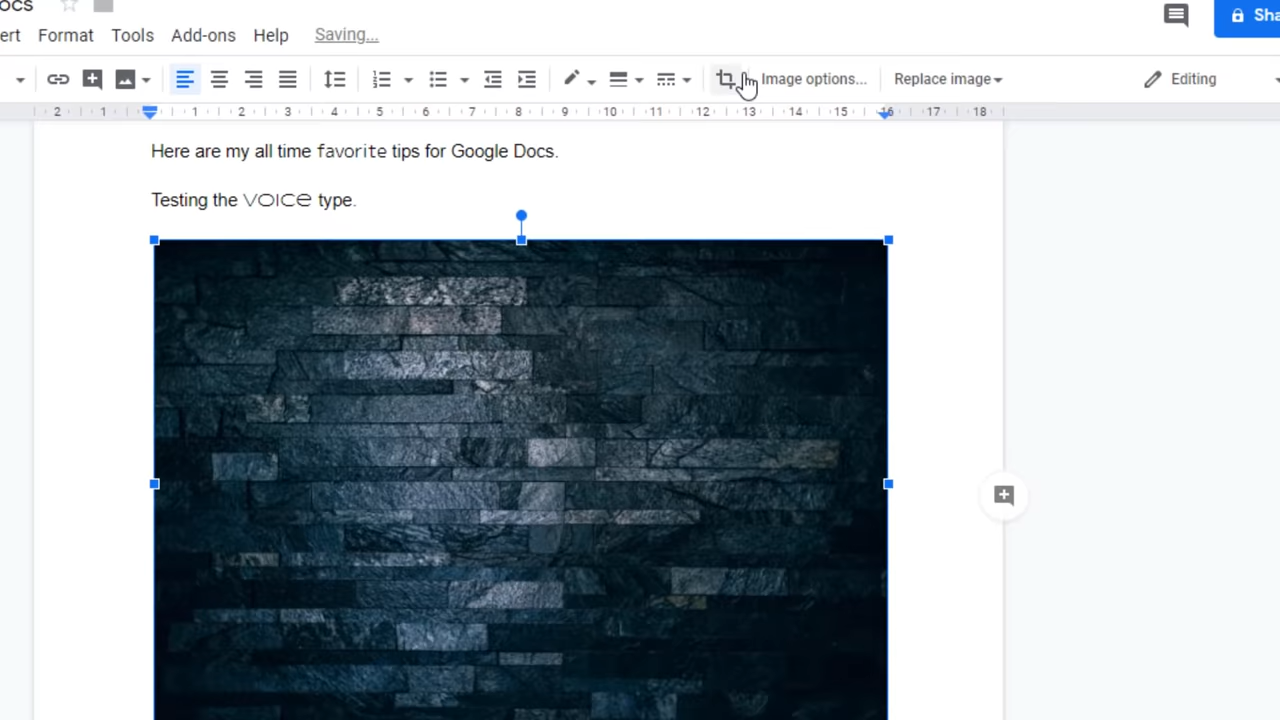 ocs
ert Format Tools Add-ons Help Saving...
Sha
Image options... Replace image Editing
2 1 1 2 3 4 5 6 7 8 9 10 11 12 13 14 15 16 17 18
Here are my all time favorite tips for Google Docs.
Testing the VOICe type.